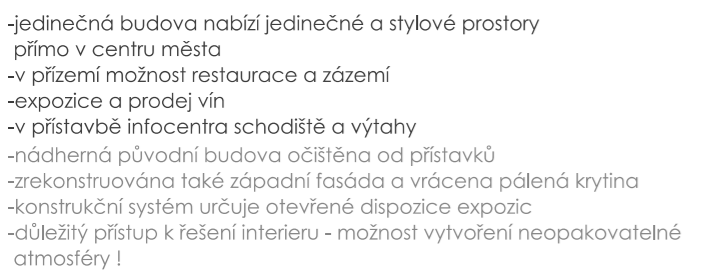 -jedinečná budova nabízí jedinečné a stylové prostory
přímo v centru města
-v přízemí možnost restaurace a zázemí
-expozice a prodej vín
-v přístavbě infocentra schodiště a výtahy
-nádherná původní budova očištěna od přístavků
-zrekonstruována také západní fasáda a vrácena pálená krytina
-konstrukční systém určuje otevřené dispozice expozic
-důležitý přístup k řešení interieru - možnost vytvoření neopakovatelné
atmosféry !